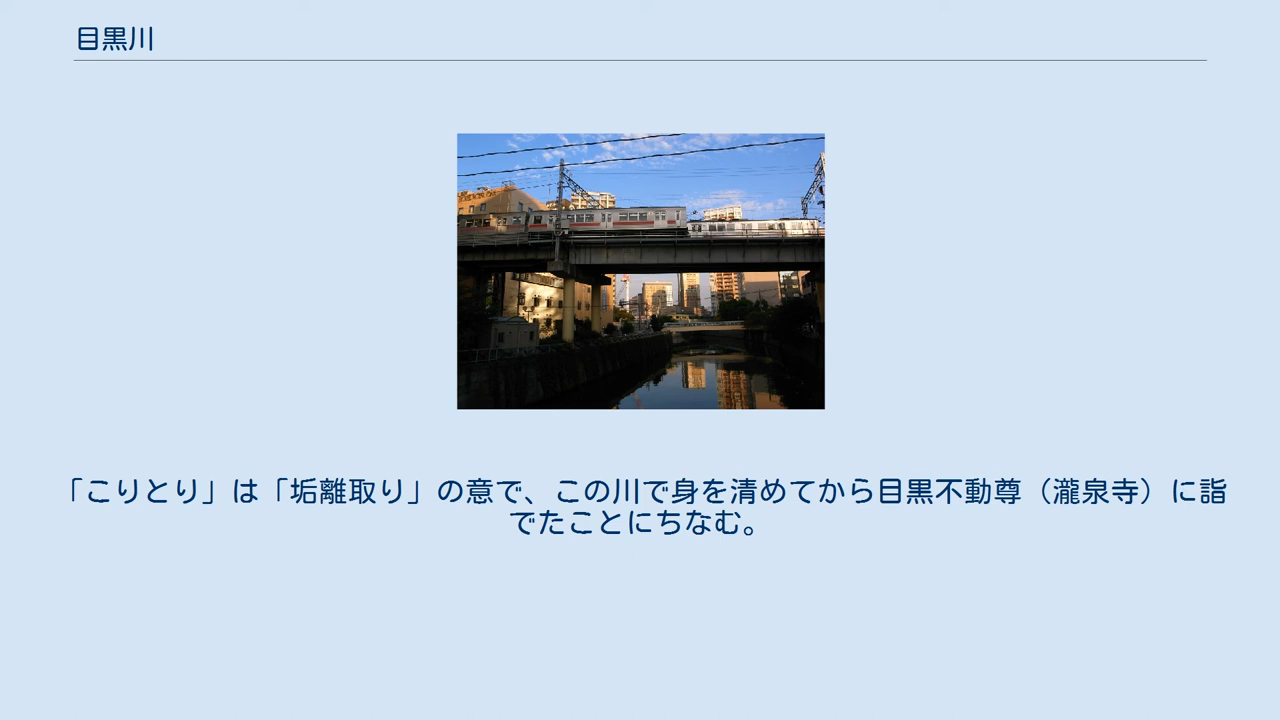 目黒川
「こりとり」は「垢離取り」の意で、この川で身を清めてから目黒不動尊（瀧泉寺）に詣
でたことにちなむ。